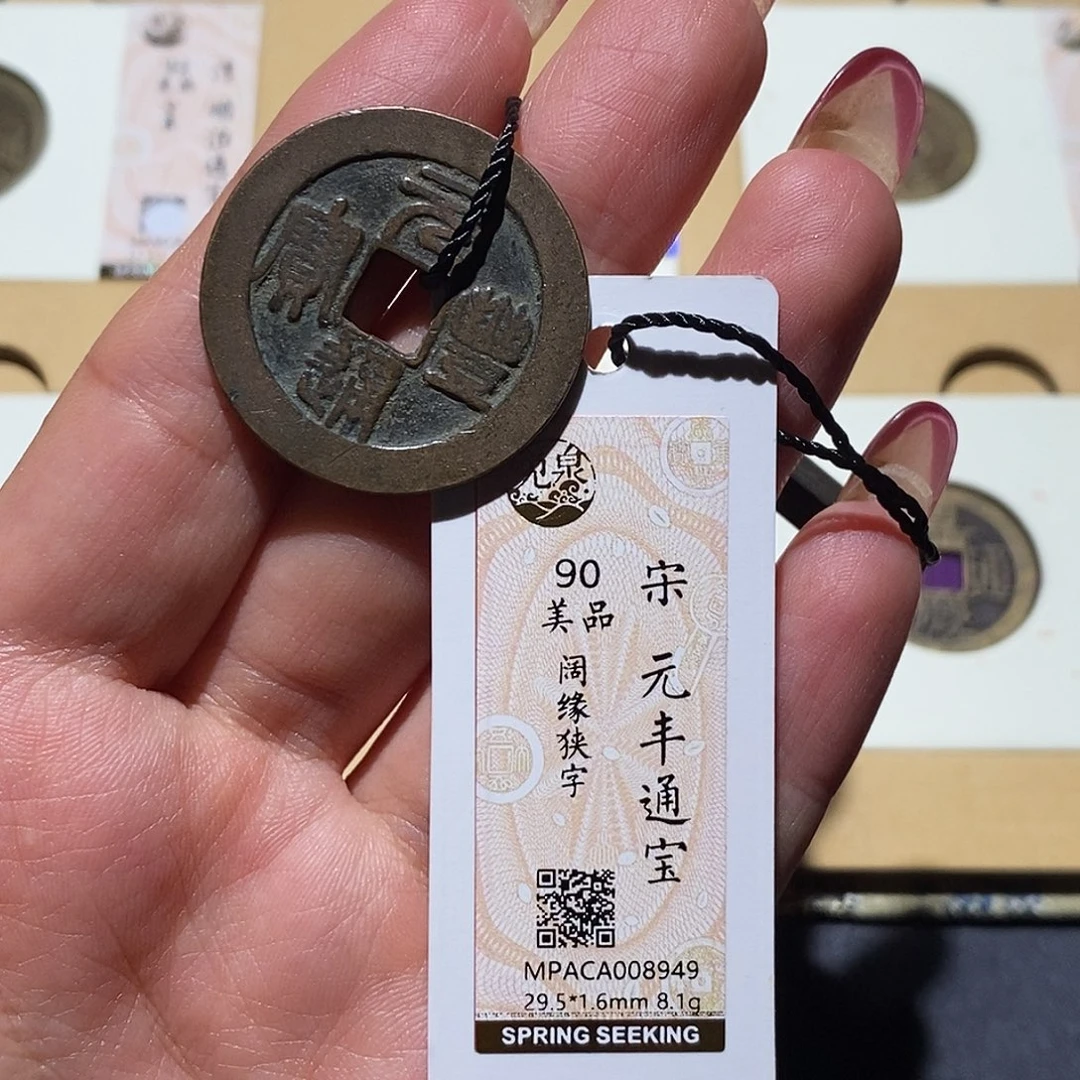 元豐通寶
泉
宋 元丰通宝
90
美品
阔缘狭字
MPACA008949
29.5*1.6mm 8.1g
SPRING SEEKING